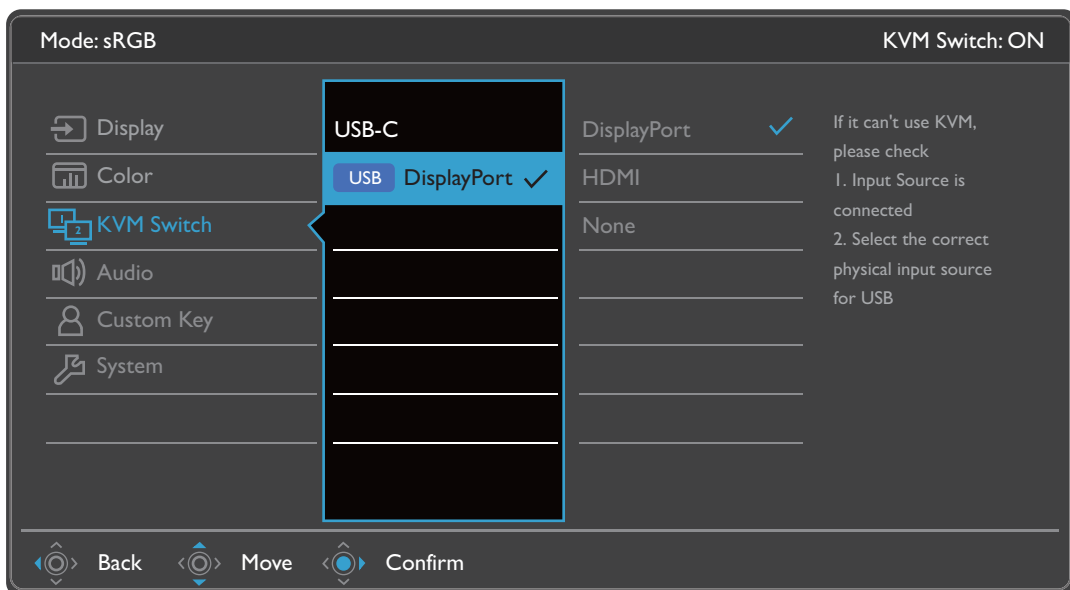 Mode: sRGB
KVM Switch: ON
Display
Color
1
2
KVM Switch
Audio
Custom Key
System
USB-C
USB DisplayPort
DisplayPort
HDMI
None
If it can't use KVM,
please check
1. Input Source is
connected
2. Select the correct
physical input source
for USB
Back
Move
Confirm